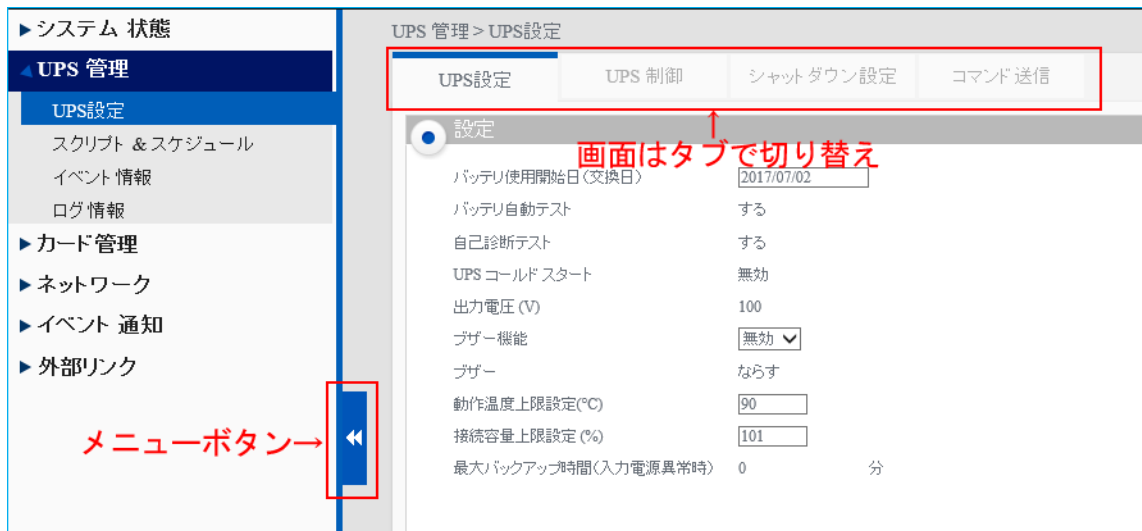 システム 状態
UPS 管理
UPS設定
スクリプト & スケジュール
イベント 情報
ログ 情報
カード 管理
ネットワーク
イベント 通知
外部リンク
メニューボタン→
UPS 管理 > UPS設定
UPS設定 UPS 制御 シャットダウン設定 コマンド 送信
設定
↑
画面はタブで切り替え
バッテリ使用開始日(交換日) 2017/07/02
バッテリ自動テスト する
自己診断テスト する
UPS コールド スタート 無効
出力電圧 (V) 100
ブザー機能 無効
ブザー ならす
動作温度上限設定(℃) 90
接続容量上限設定 (%) 101
最大バックアップ時間(入力電源異常時) 0 分